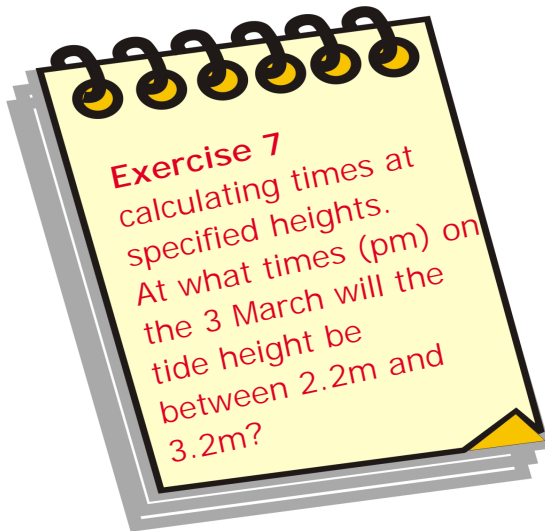 Exercise 7
calculating times at
specified heights.
At what times (pm) on
the 3 March will the
tide height be
between 2.2m and
3.2m?